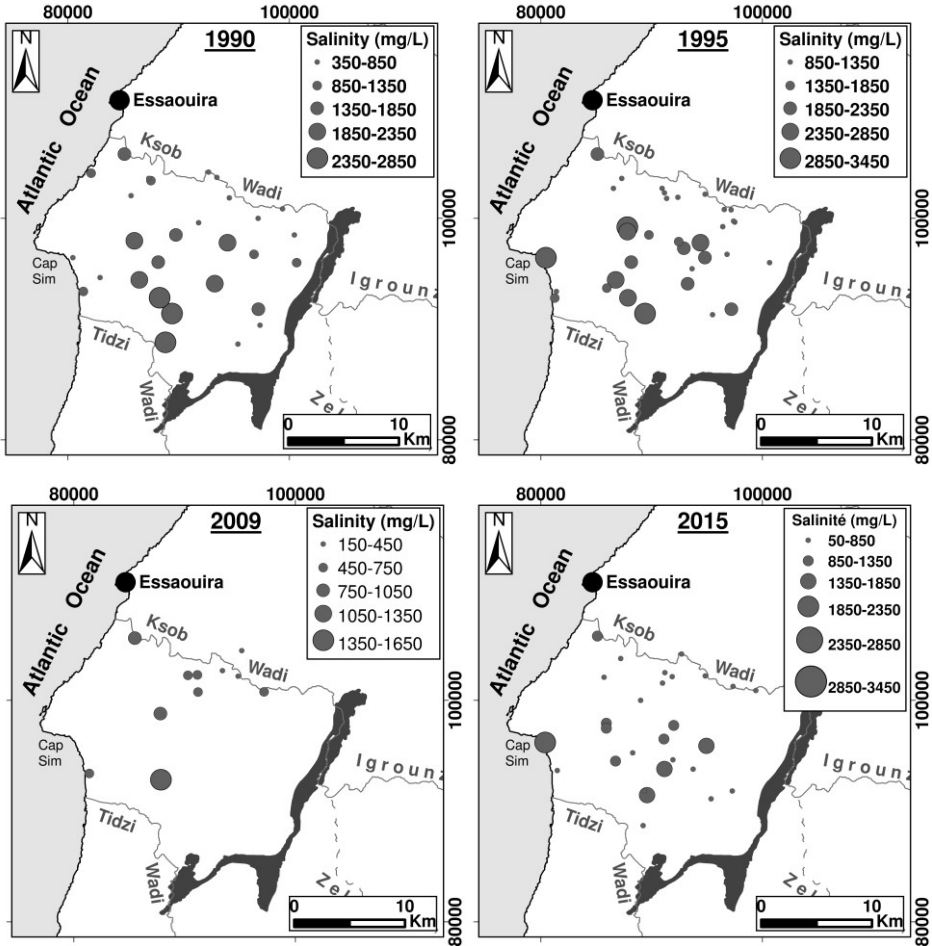 80000 100000
1990
N
Salinity (mg/L)
350-850
850-1350
1350-1850
1850-2350
2350-2850
Essaouira
Atlantic Ocean
Ksob
Wadi
100000
Cap
Sim
Igrounz
Tidzi
Wadi
Zel
0 10
Km
80000
80000 100000
1995
N
Salinity (mg/L)
850-1350
1350-1850
1850-2350
2350-2850
2850-3450
Essaouira
Atlantic Ocean
Ksob
Wadi
100000
Cap
Sim
Igrounz
Tidzi
Wadi
Zel
0 10
Km
80000
80000 100000
2009
N
Salinity (mg/L)
150-450
450-750
750-1050
1050-1350
1350-1650
Essaouira
Atlantic Ocean
Ksob
Wadi
100000
Cap
Sim
Igrounz
Tidzi
Wadi
Zel
0 10
Km
80000
80000 100000
2015
N
Salinité (mg/L)
50-850
850-1350
1350-1850
1850-2350
2350-2850
2850-3450
Essaouira
Atlantic Ocean
Ksob
Wadi
100000
Cap
Sim
Igrounz
Tidzi
Wadi
Zel
0 10
Km
80000